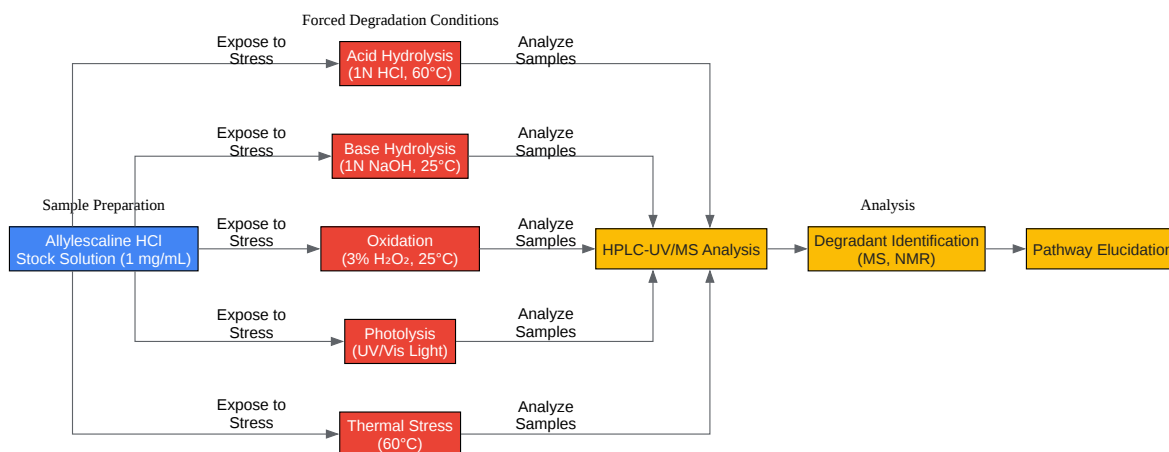 Forced Degradation Conditions
Expose to
Stress
Acid Hydrolysis
(1N HCl, 60°C)
Analyze
Samples
Expose to
Stress
Base Hydrolysis
(1N NaOH, 25°C)
Analyze
Samples
Sample Preparation
Allylescaline HCl
Stock Solution (1 mg/mL)
Expose to
Stress
Oxidation
(3% H₂O₂, 25°C)
Analyze
Samples
Analysis
HPLC-UV/MS Analysis
Degradant Identification
(MS, NMR)
Pathway Elucidation
Expose to
Stress
Photolysis
(UV/Vis Light)
Analyze
Samples
Expose to
Stress
Thermal Stress
(60°C)
Analyze
Samples